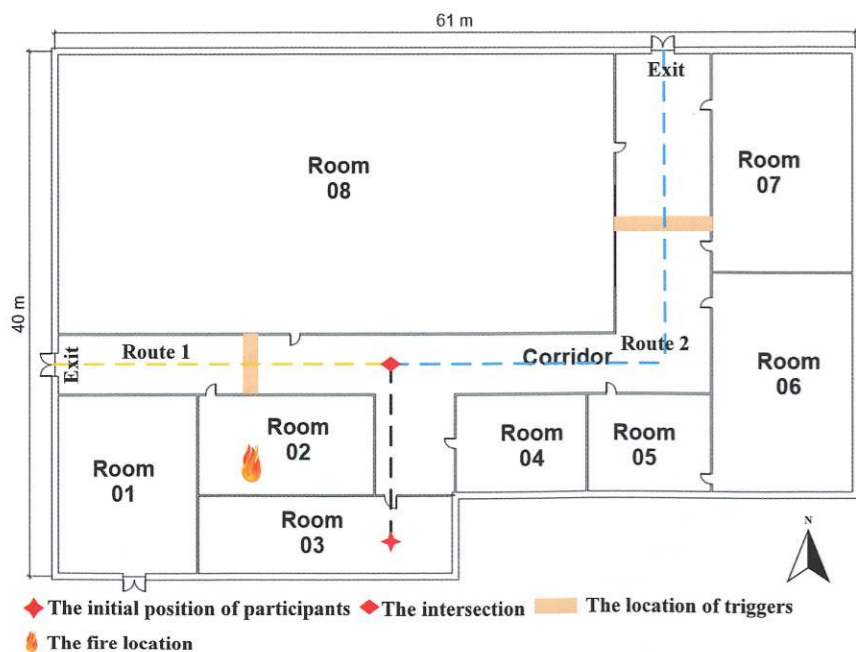 61 m
Exit
Room
08
Room
07
40 m
Exit
Route 1
Corridor
Route 2
Room
06
Room
01
Room
02
Room
03
Room
04
Room
05
N
The initial position of participants
The intersection
The location of triggers
The fire location